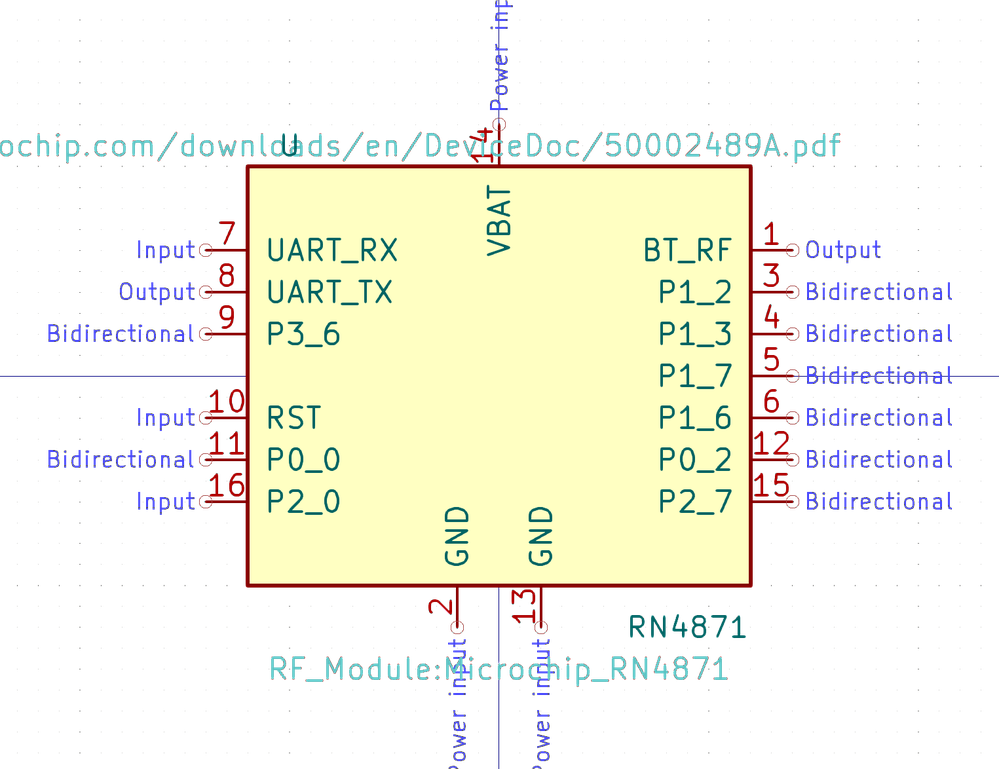 Power inp
14
ochip.com/downloads/en/DeviceDoc/50002489A.pdf
U
VBAT
Input 7 UART_RX BT_RF 1 Output
Output 8 UART_TX P1_2 3 Bidirectional
Bidirectional 9 P3_6 P1_3 4 Bidirectional
P1_7 5 Bidirectional
Input 10 RST P1_6 6 Bidirectional
Bidirectional 11 P0_0 P0_2 12 Bidirectional
Input 16 P2_0 P2_7 15 Bidirectional
GND GND
2 13
RN4871
RF_Module:Microchip_RN4871
Power input Power input